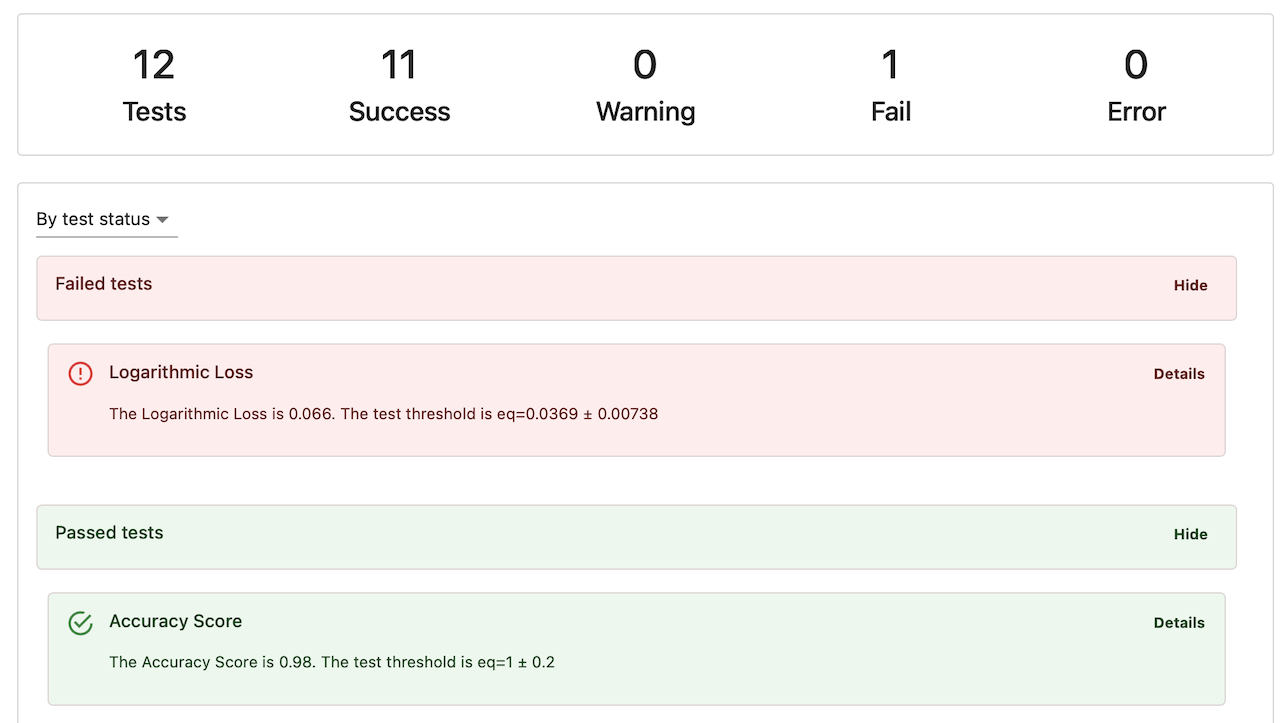 12 11 0 1 0
Tests Success Warning Fail Error
By test status
Failed tests Hide
Logarithmic Loss Details
The Logarithmic Loss is 0.066. The test threshold is eq=0.0369 ± 0.00738
Passed tests Hide
Accuracy Score Details
The Accuracy Score is 0.98. The test threshold is eq=1 ± 0.2